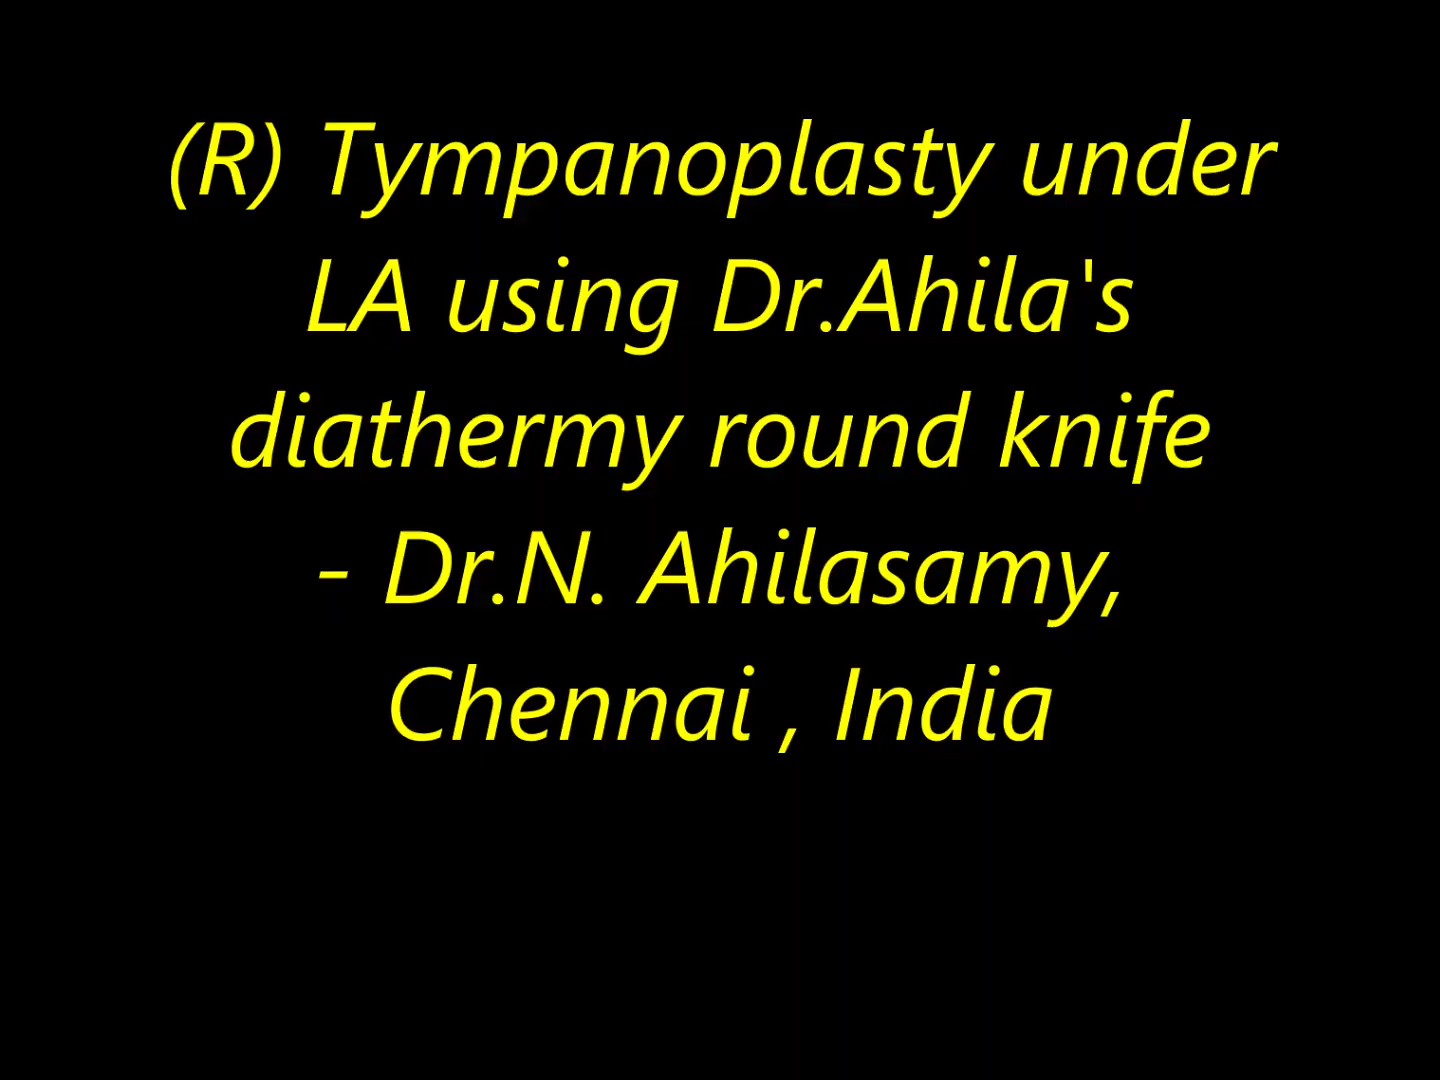 (R) Tympanoplasty under
LA using Dr.Ahila's
diathermy round knife
- Dr.N. Ahilasamy,
Chennai , India